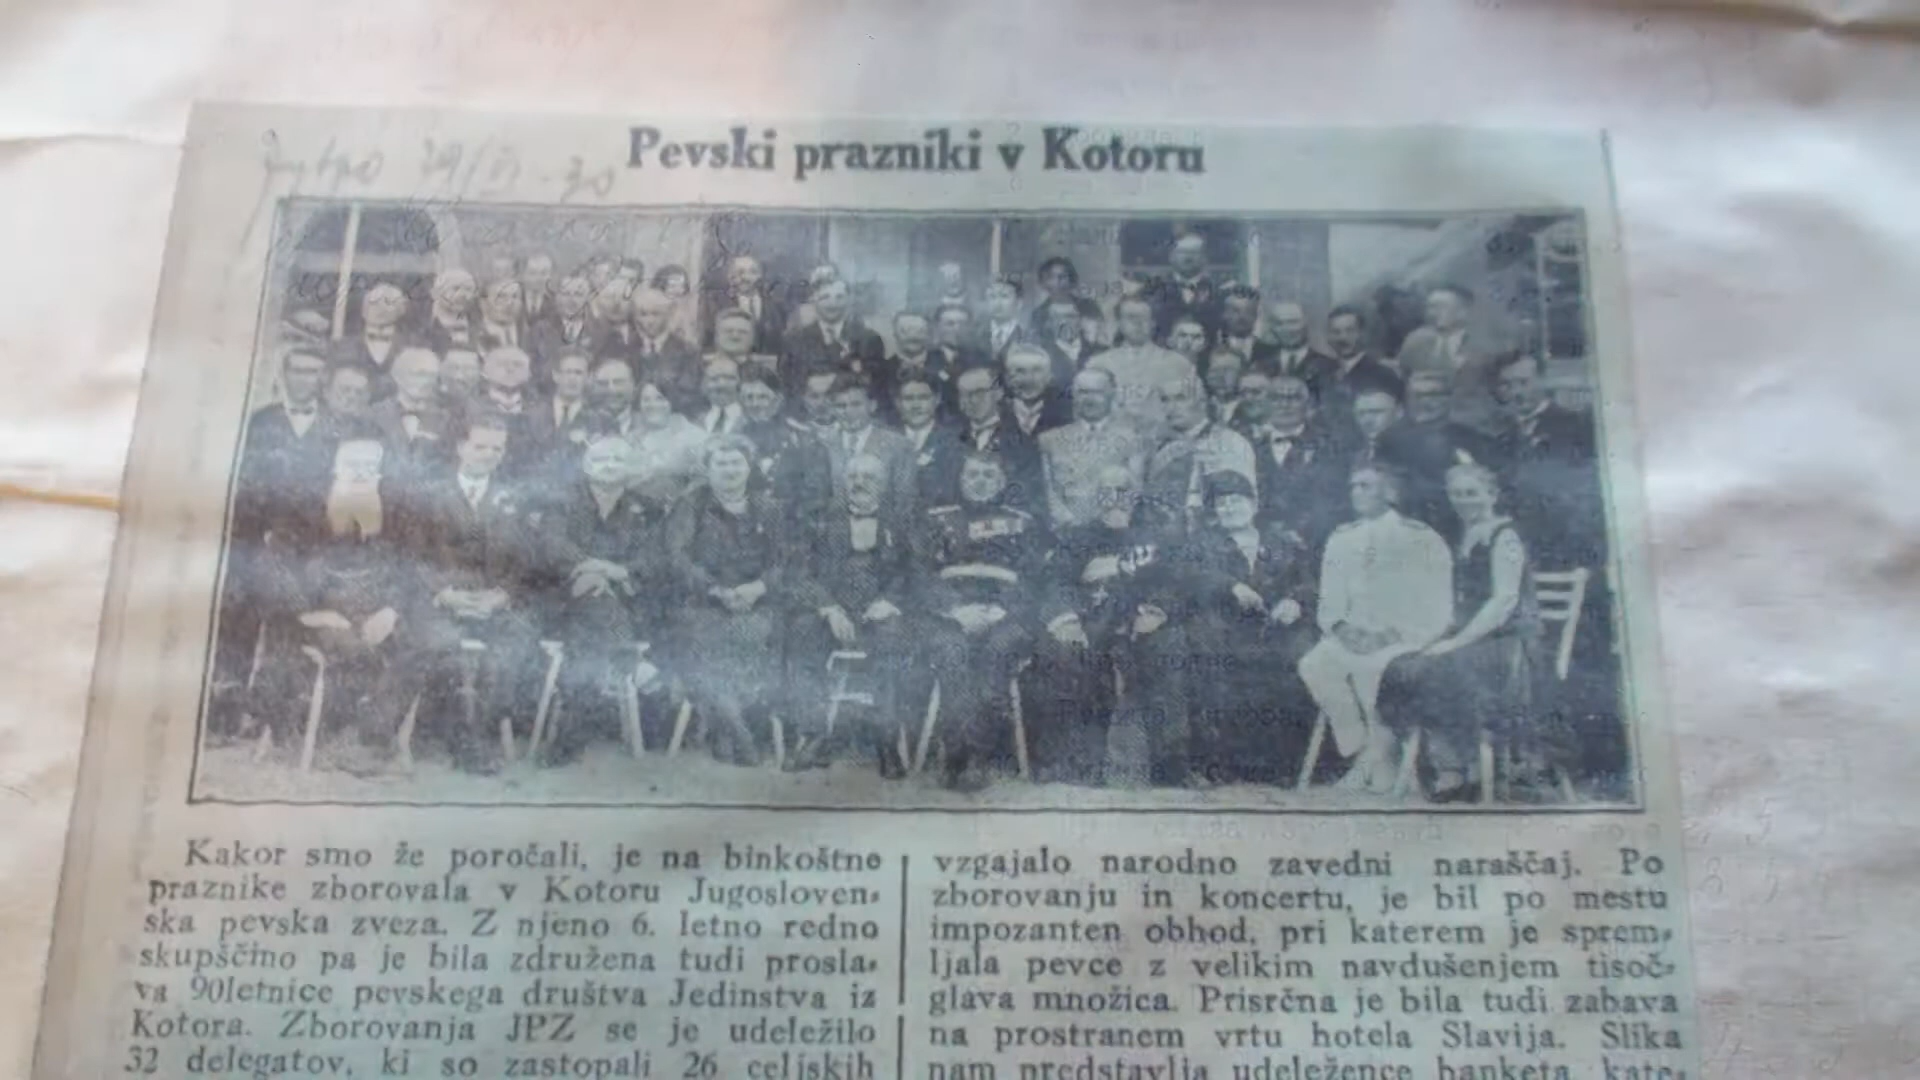 Pevski prazniki v Kotoru
Kakor smo že poročali, je na binkoštne
praznike zborovala v Kotoru Jugosloven-
ska pevska zveza. Z njeno 6. letno redno
skupščino pa je bila združena tudi prosla-
va 90letnice pevskega društva Jedinstva iz
Kotora. Zborovanja JPZ se je udeležilo
32 delegatov, ki so zastopali 26 celjskih
vzgajalo narodno zavedni naraščaj. Po
zborovanju in koncertu, je bil po mestu
impozanten obhod, pri katerem je sprem-
ljala pevce z velikim navdušenjem tisoč-
glava množica. Prisrčna je bila tudi zabava
na prostranem vrtu hotela Slavija. Slika
nam predstavlja udeležence banketa, kate-